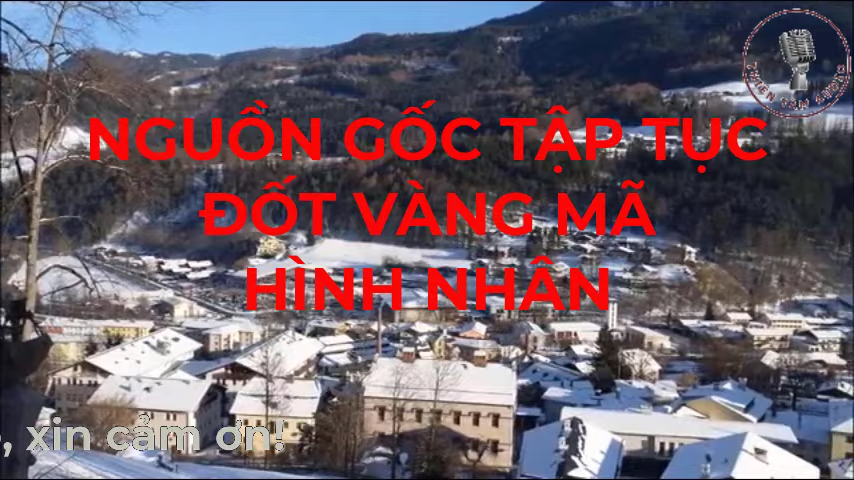 NGUỒN GỐC TẬP TỤC
ĐỐT VÀNG MÃ
HÌNH NHÂN
, xin cảm ơn!